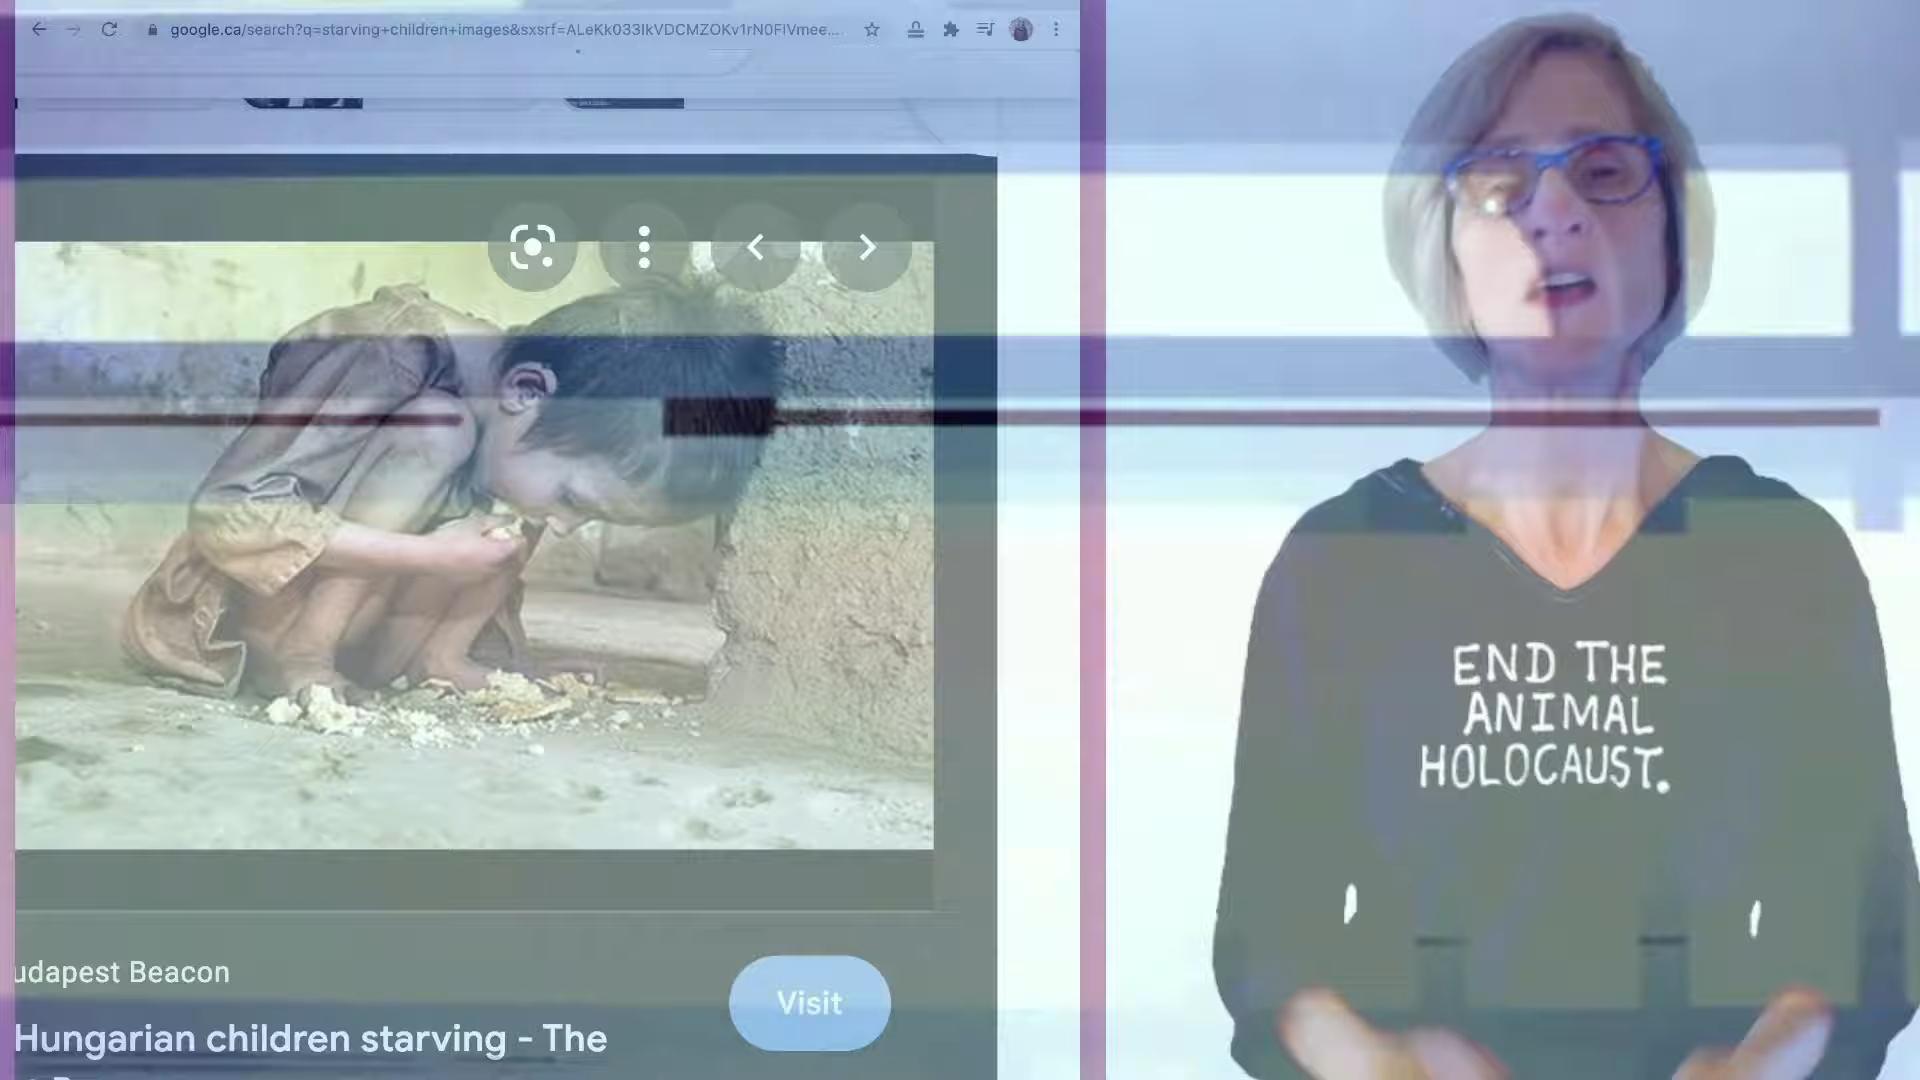 google.ca/search?q=starving+children+images&sxsrf=ALeKk033IkVDCMZOKv1rN0FIVmee...
END THE
ANIMAL
HOLOCAUST.
udapest Beacon
Visit
Hungarian children starving - The